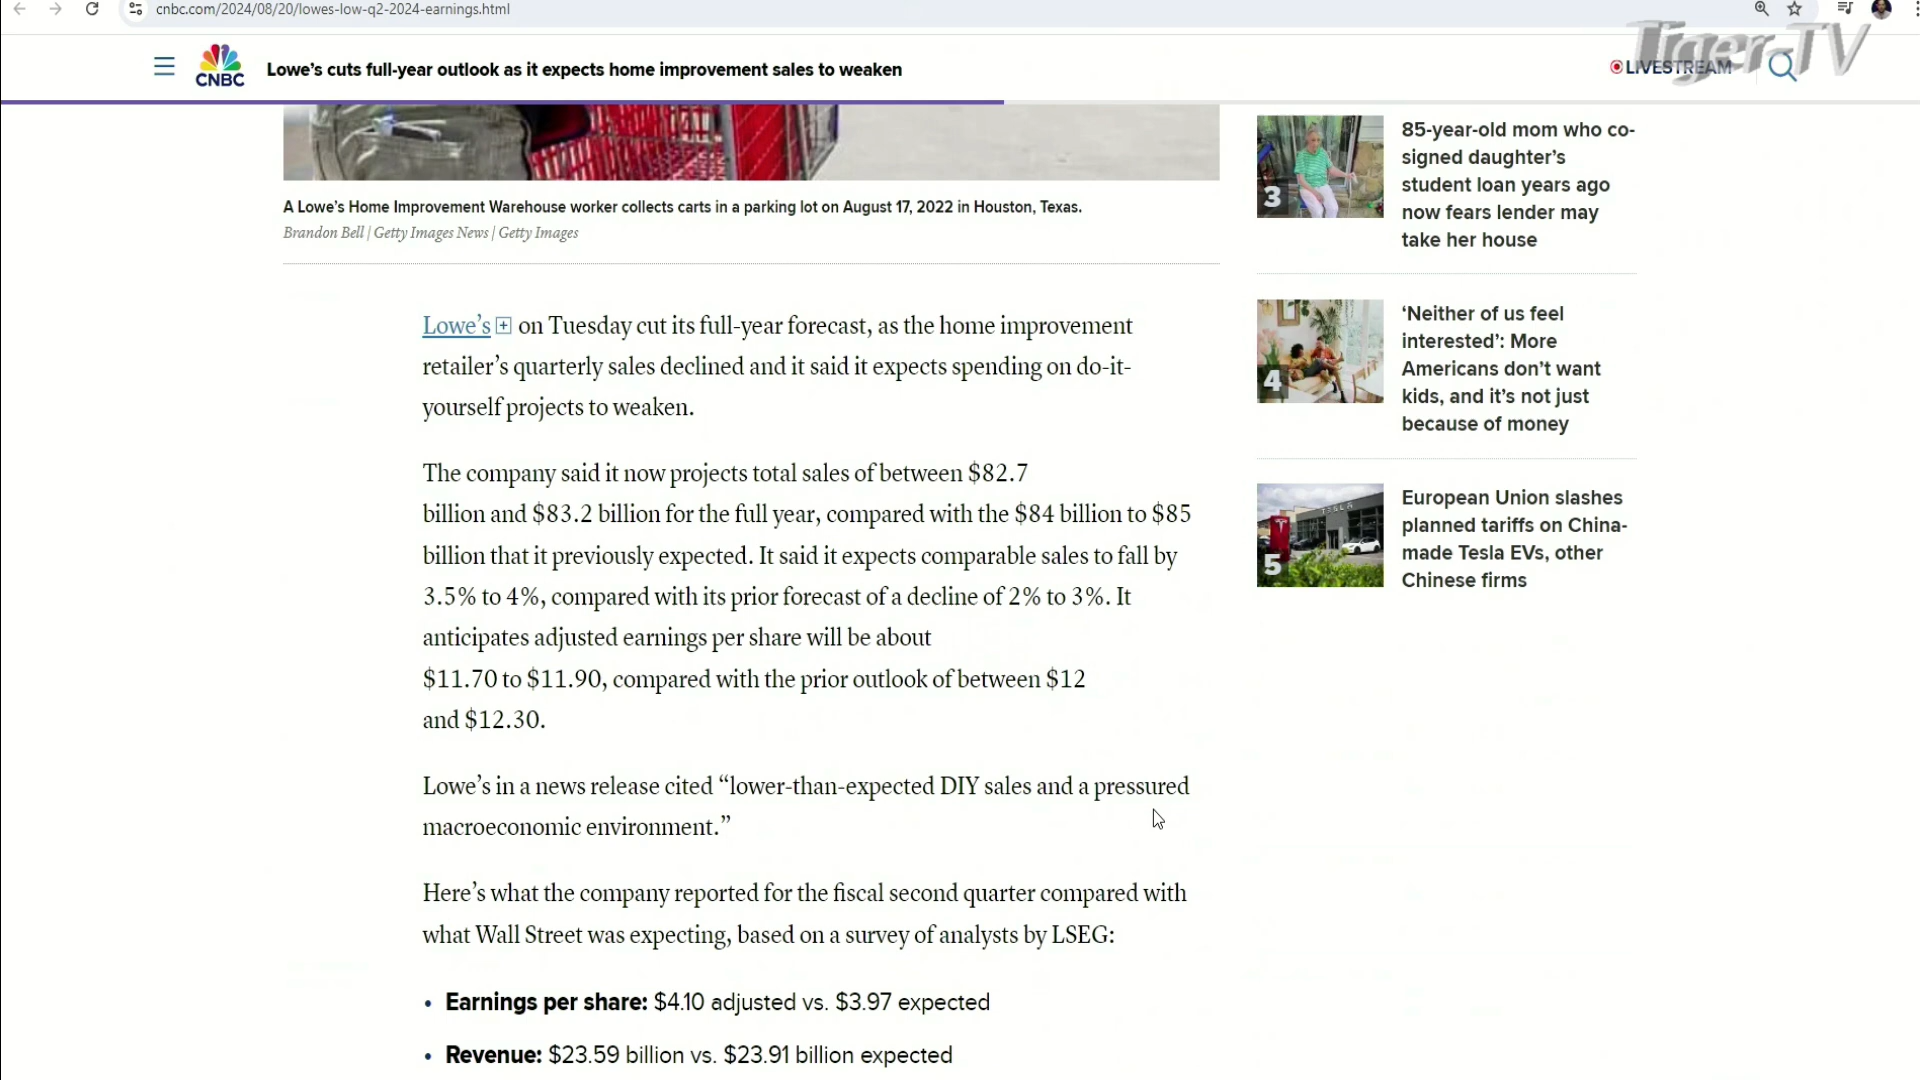 cnbc.com/2024/08/20/lowes-low-q2-2024-earnings.html
TigerTV
CNBC
Lowe’s cuts full-year outlook as it expects home improvement sales to weaken
LIVESTREAM
A Lowe’s Home Improvement Warehouse worker collects carts in a parking lot on August 17, 2022 in Houston, Texas.
Brandon Bell | Getty Images News | Getty Images
Lowe’s on Tuesday cut its full-year forecast, as the home improvement
retailer’s quarterly sales declined and it said it expects spending on do-it-
yourself projects to weaken.
The company said it now projects total sales of between $82.7
billion and $83.2 billion for the full year, compared with the $84 billion to $85
billion that it previously expected. It said it expects comparable sales to fall by
3.5% to 4%, compared with its prior forecast of a decline of 2% to 3%. It
anticipates adjusted earnings per share will be about
$11.70 to $11.90, compared with the prior outlook of between $12
and $12.30.
Lowe’s in a news release cited “lower-than-expected DIY sales and a pressured
macroeconomic environment.”
Here’s what the company reported for the fiscal second quarter compared with
what Wall Street was expecting, based on a survey of analysts by LSEG:
• Earnings per share: $4.10 adjusted vs. $3.97 expected
• Revenue: $23.59 billion vs. $23.91 billion expected
3
85-year-old mom who co-
signed daughter’s
student loan years ago
now fears lender may
take her house
4
‘Neither of us feel
interested’: More
Americans don’t want
kids, and it’s not just
because of money
TESLA
5
European Union slashes
planned tariffs on China-
made Tesla EVs, other
Chinese firms